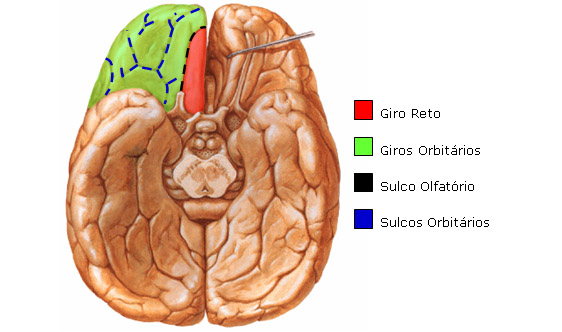 Giro Reto
Giros Orbitários
Sulco Olfatório
Sulcos Orbitários